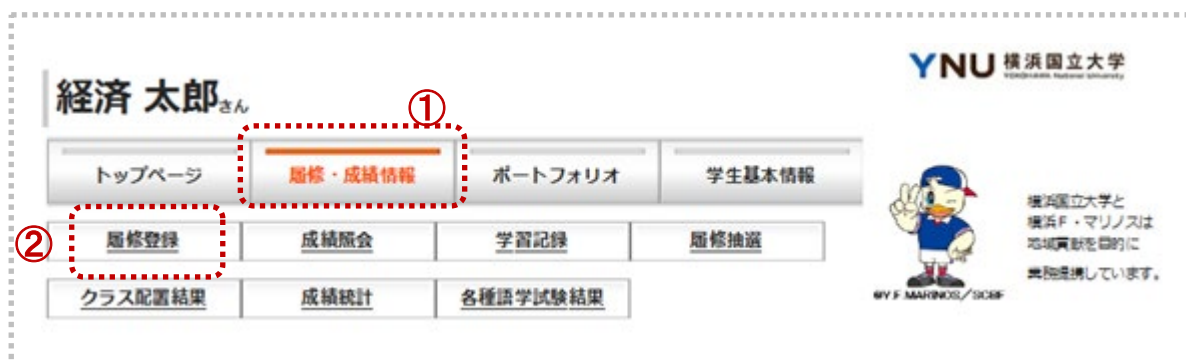 YNU 横浜国立大学
YOKOHAMA National University
経済 太郎さん
①
トップページ
履修・成績情報
ポートフォリオ
学生基本情報
②
履修登録
成績照会
学習記録
履修抽選
クラス配置結果
成績統計
各種語学試験結果
横浜国立大学と
横浜F・マリノスは
地域貢献を目的に
業務提携しています。
©Y.F.MARINOS/SCBF